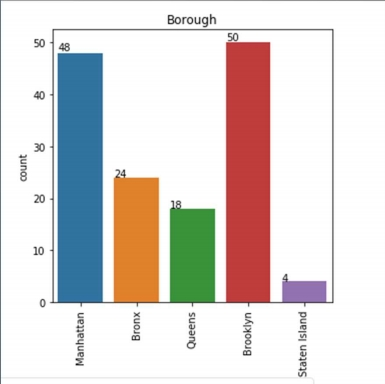 Borough
50
48
50
40
30
24
20
18
10
4
0
count
Manhattan
Bronx
Queens
Brooklyn
Staten Island